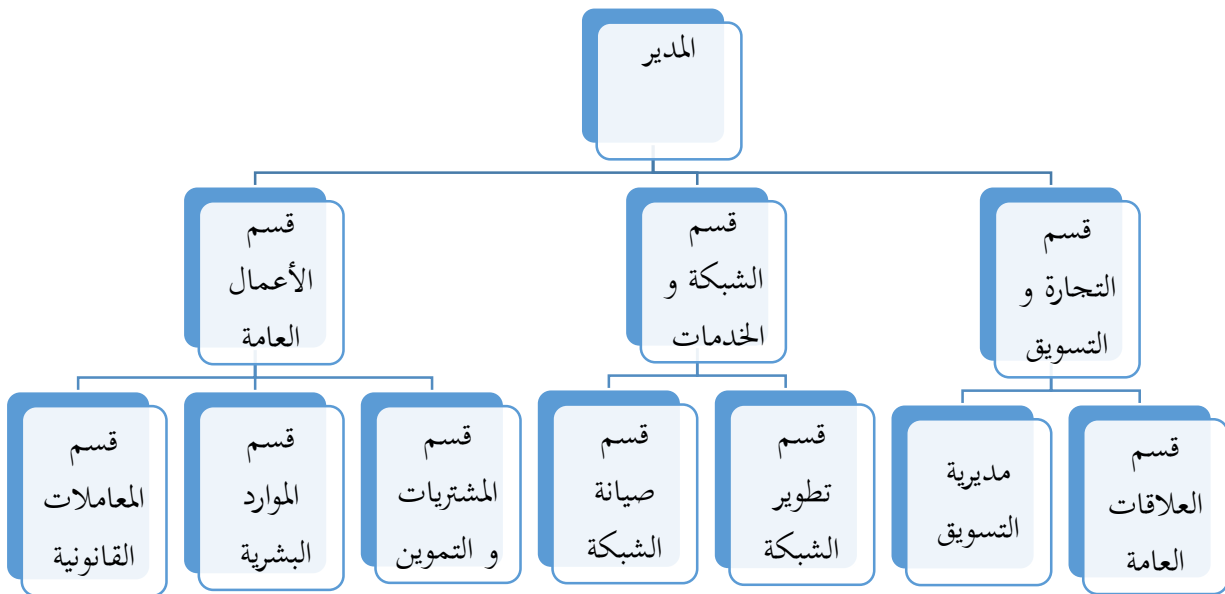 المدير
قسم
التجارة و
التسويق
قسم
الشبكة و
الخدمات
قسم
الأعمال
العامة
قسم
العلاقات
العامة
مديرية
التسويق
قسم
تطوير
الشبكة
قسم
صيانة
الشبكة
قسم
المشتريات
و التموين
قسم
الموارد
البشرية
قسم
المعاملات
القانونية